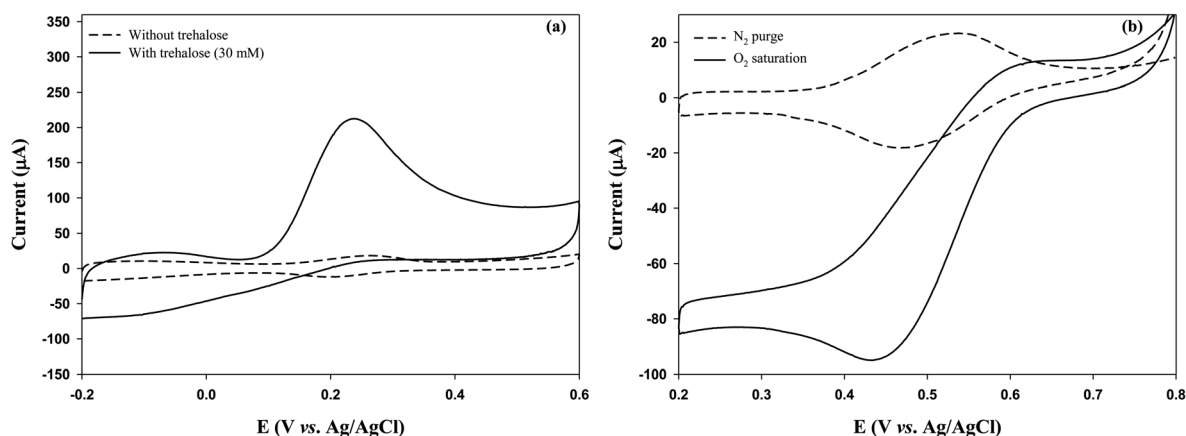 (a)
Without trehalose
With trehalose (30 mM)
350
300
250
200
150
100
50
0
-50
-100
-150
Current (μA)
-0.2 0.0 0.2 0.4 0.6
E (V vs. Ag/AgCl)
(b)
N2 purge
O2 saturation
20
0
-20
-40
-60
-80
-100
Current (μA)
0.2 0.3 0.4 0.5 0.6 0.7 0.8
E (V vs. Ag/AgCl)